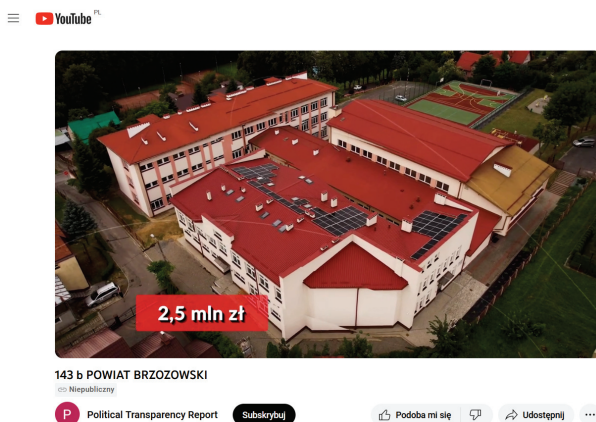 YouTube PL
2,5 mln zł
143 b POWIAT BRZOZOWSKI
Niepubliczny
P
Political Transparency Report
Subskrybuj
Podoba mi się
Udostępnij